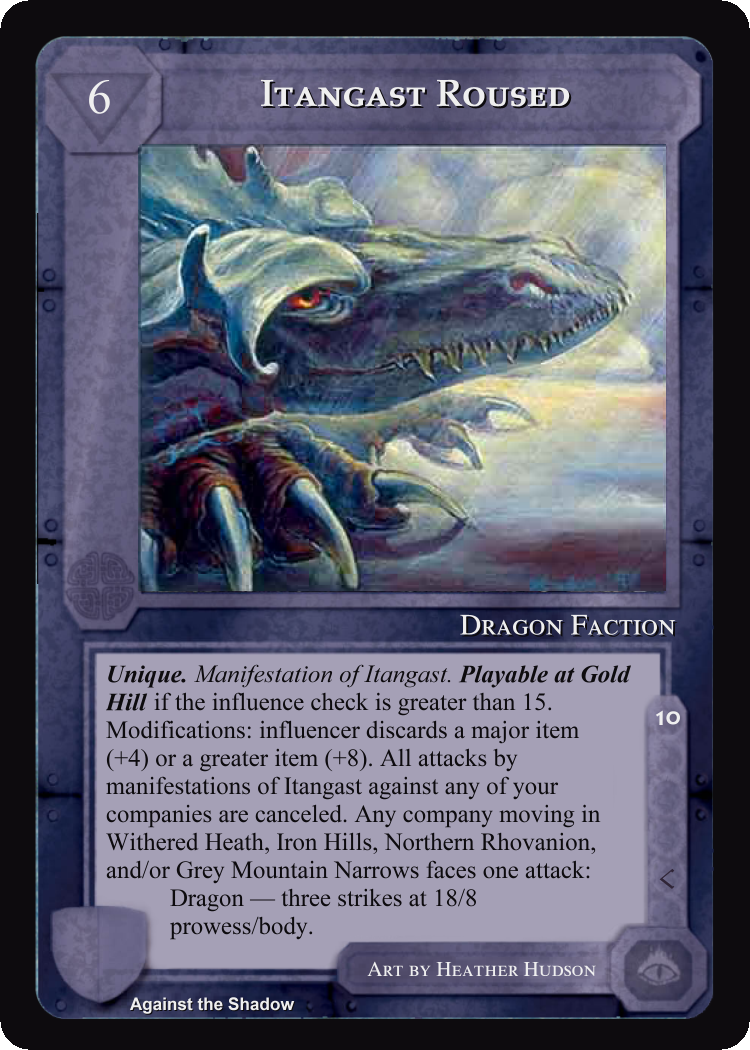 6
Itangast Roused
Dragon Faction
Unique. Manifestation of Itangast. Playable at Gold
Hill if the influence check is greater than 15.
Modifications: influencer discards a major item
(+4) or a greater item (+8). All attacks by
manifestations of Itangast against any of your
companies are canceled. Any company moving in
Withered Heath, Iron Hills, Northern Rhovanion,
and/or Grey Mountain Narrows faces one attack:
Dragon — three strikes at 18/8
prowess/body.
10
Art by Heather Hudson
Against the Shadow